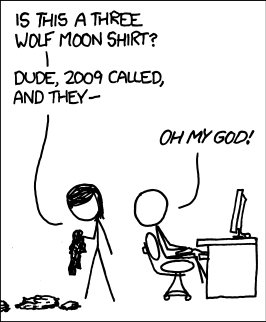 IS THIS A THREE
WOLF MOON SHIRT?
DUDE, 2009 CALLED,
AND THEY—
OH MY GOD!